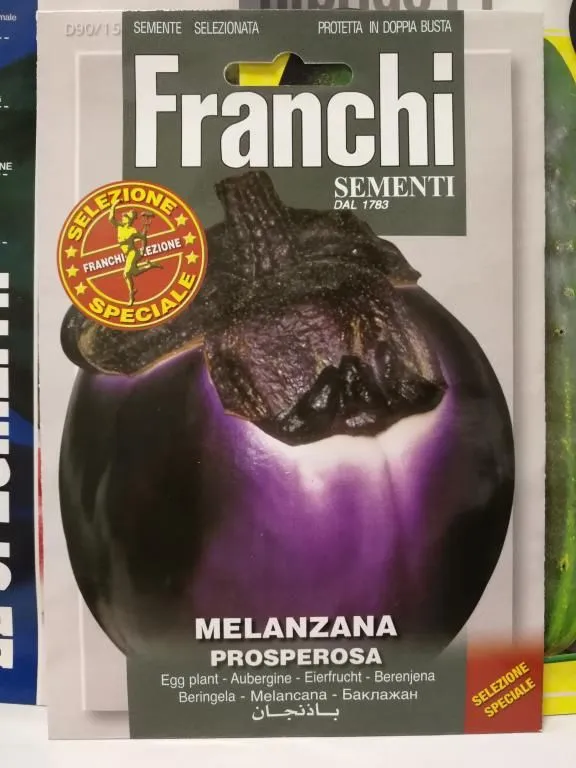 D90/15
SEMENTE SELEZIONATA
PROTETTA IN DOPPIA BUSTA
Franchi
SEMENTI
DAL 1783
SELEZIONE
SPECIALE
MELANZANA
PROSPEROSA
Egg plant - Aubergine - Eierfrucht - Berenjena
Beringela - Melancana - Баклажан
باذنجان
SELEZIONE
SPECIALE